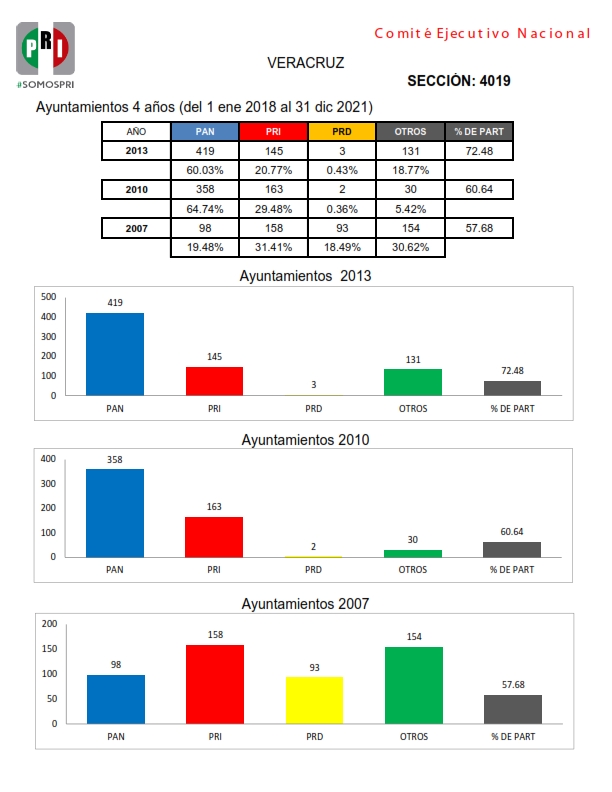 Comité Ejecutivo Nacional
PRI
#SOMOSPRI
VERACRUZ
SECCIÓN: 4019
Ayuntamientos 4 años (del 1 ene 2018 al 31 dic 2021)
AÑO PAN PRI PRD OTROS % DE PART
2013 419 145 3 131 72.48
60.03% 20.77% 0.43% 18.77%
2010 358 163 2 30 60.64
64.74% 29.48% 0.36% 5.42%
2007 98 158 93 154 57.68
19.48% 31.41% 18.49% 30.62%
Ayuntamientos 2013
500
400
300
200
100
0
419 145 3 131 72.48
PAN PRI PRD OTROS % DE PART
Ayuntamientos 2010
400
300
200
100
0
358 163 2 30 60.64
PAN PRI PRD OTROS % DE PART
Ayuntamientos 2007
200
150
100
50
0
98 158 93 154 57.68
PAN PRI PRD OTROS % DE PART